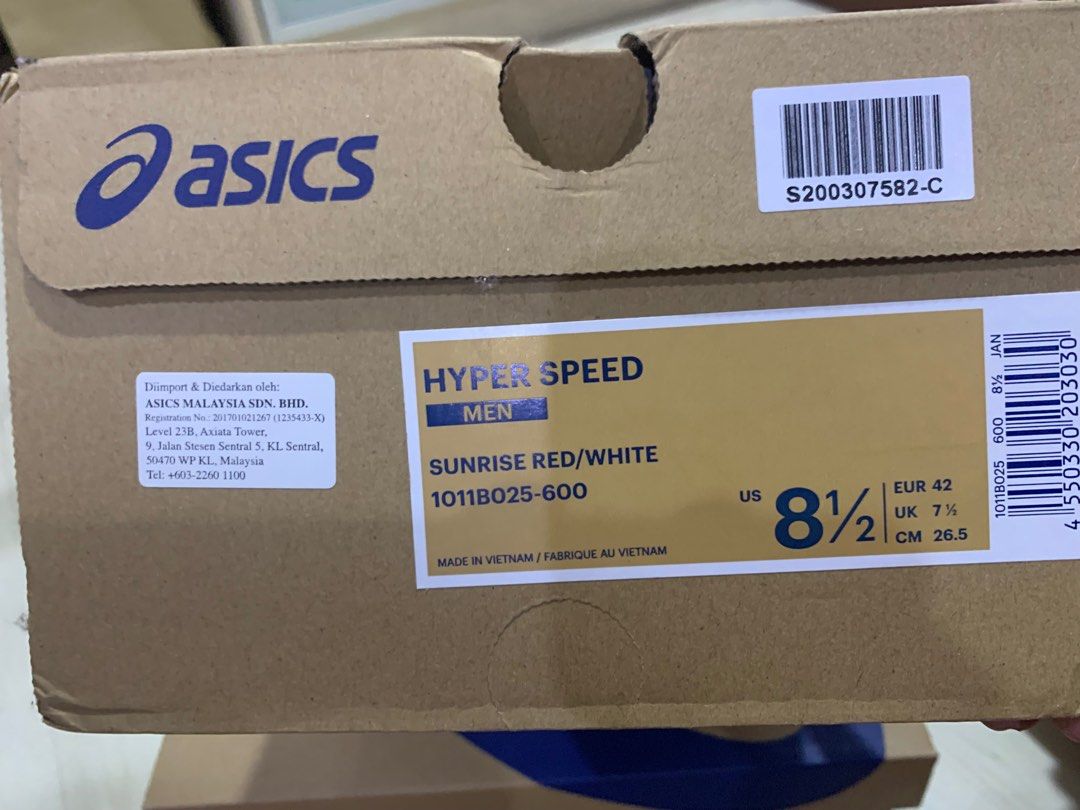 asics
S200307582-C
Diimport & Diedarkan oleh:
ASICS MALAYSIA SDN. BHD.
Registration No.: 201701021267 (1235433-X)
Level 23B, Axiata Tower,
9, Jalan Stesen Sentral 5, KL Sentral,
50470 WP KL, Malaysia
Tel: +603-2260 1100
HYPER SPEED
MEN
SUNRISE RED/WHITE
1011B025-600
MADE IN VIETNAM / FABRIQUE AU VIETNAM
US 8½
EUR 42
UK 7½
CM 26.5
1011B025 600 8½ JAN
4 550330 203030